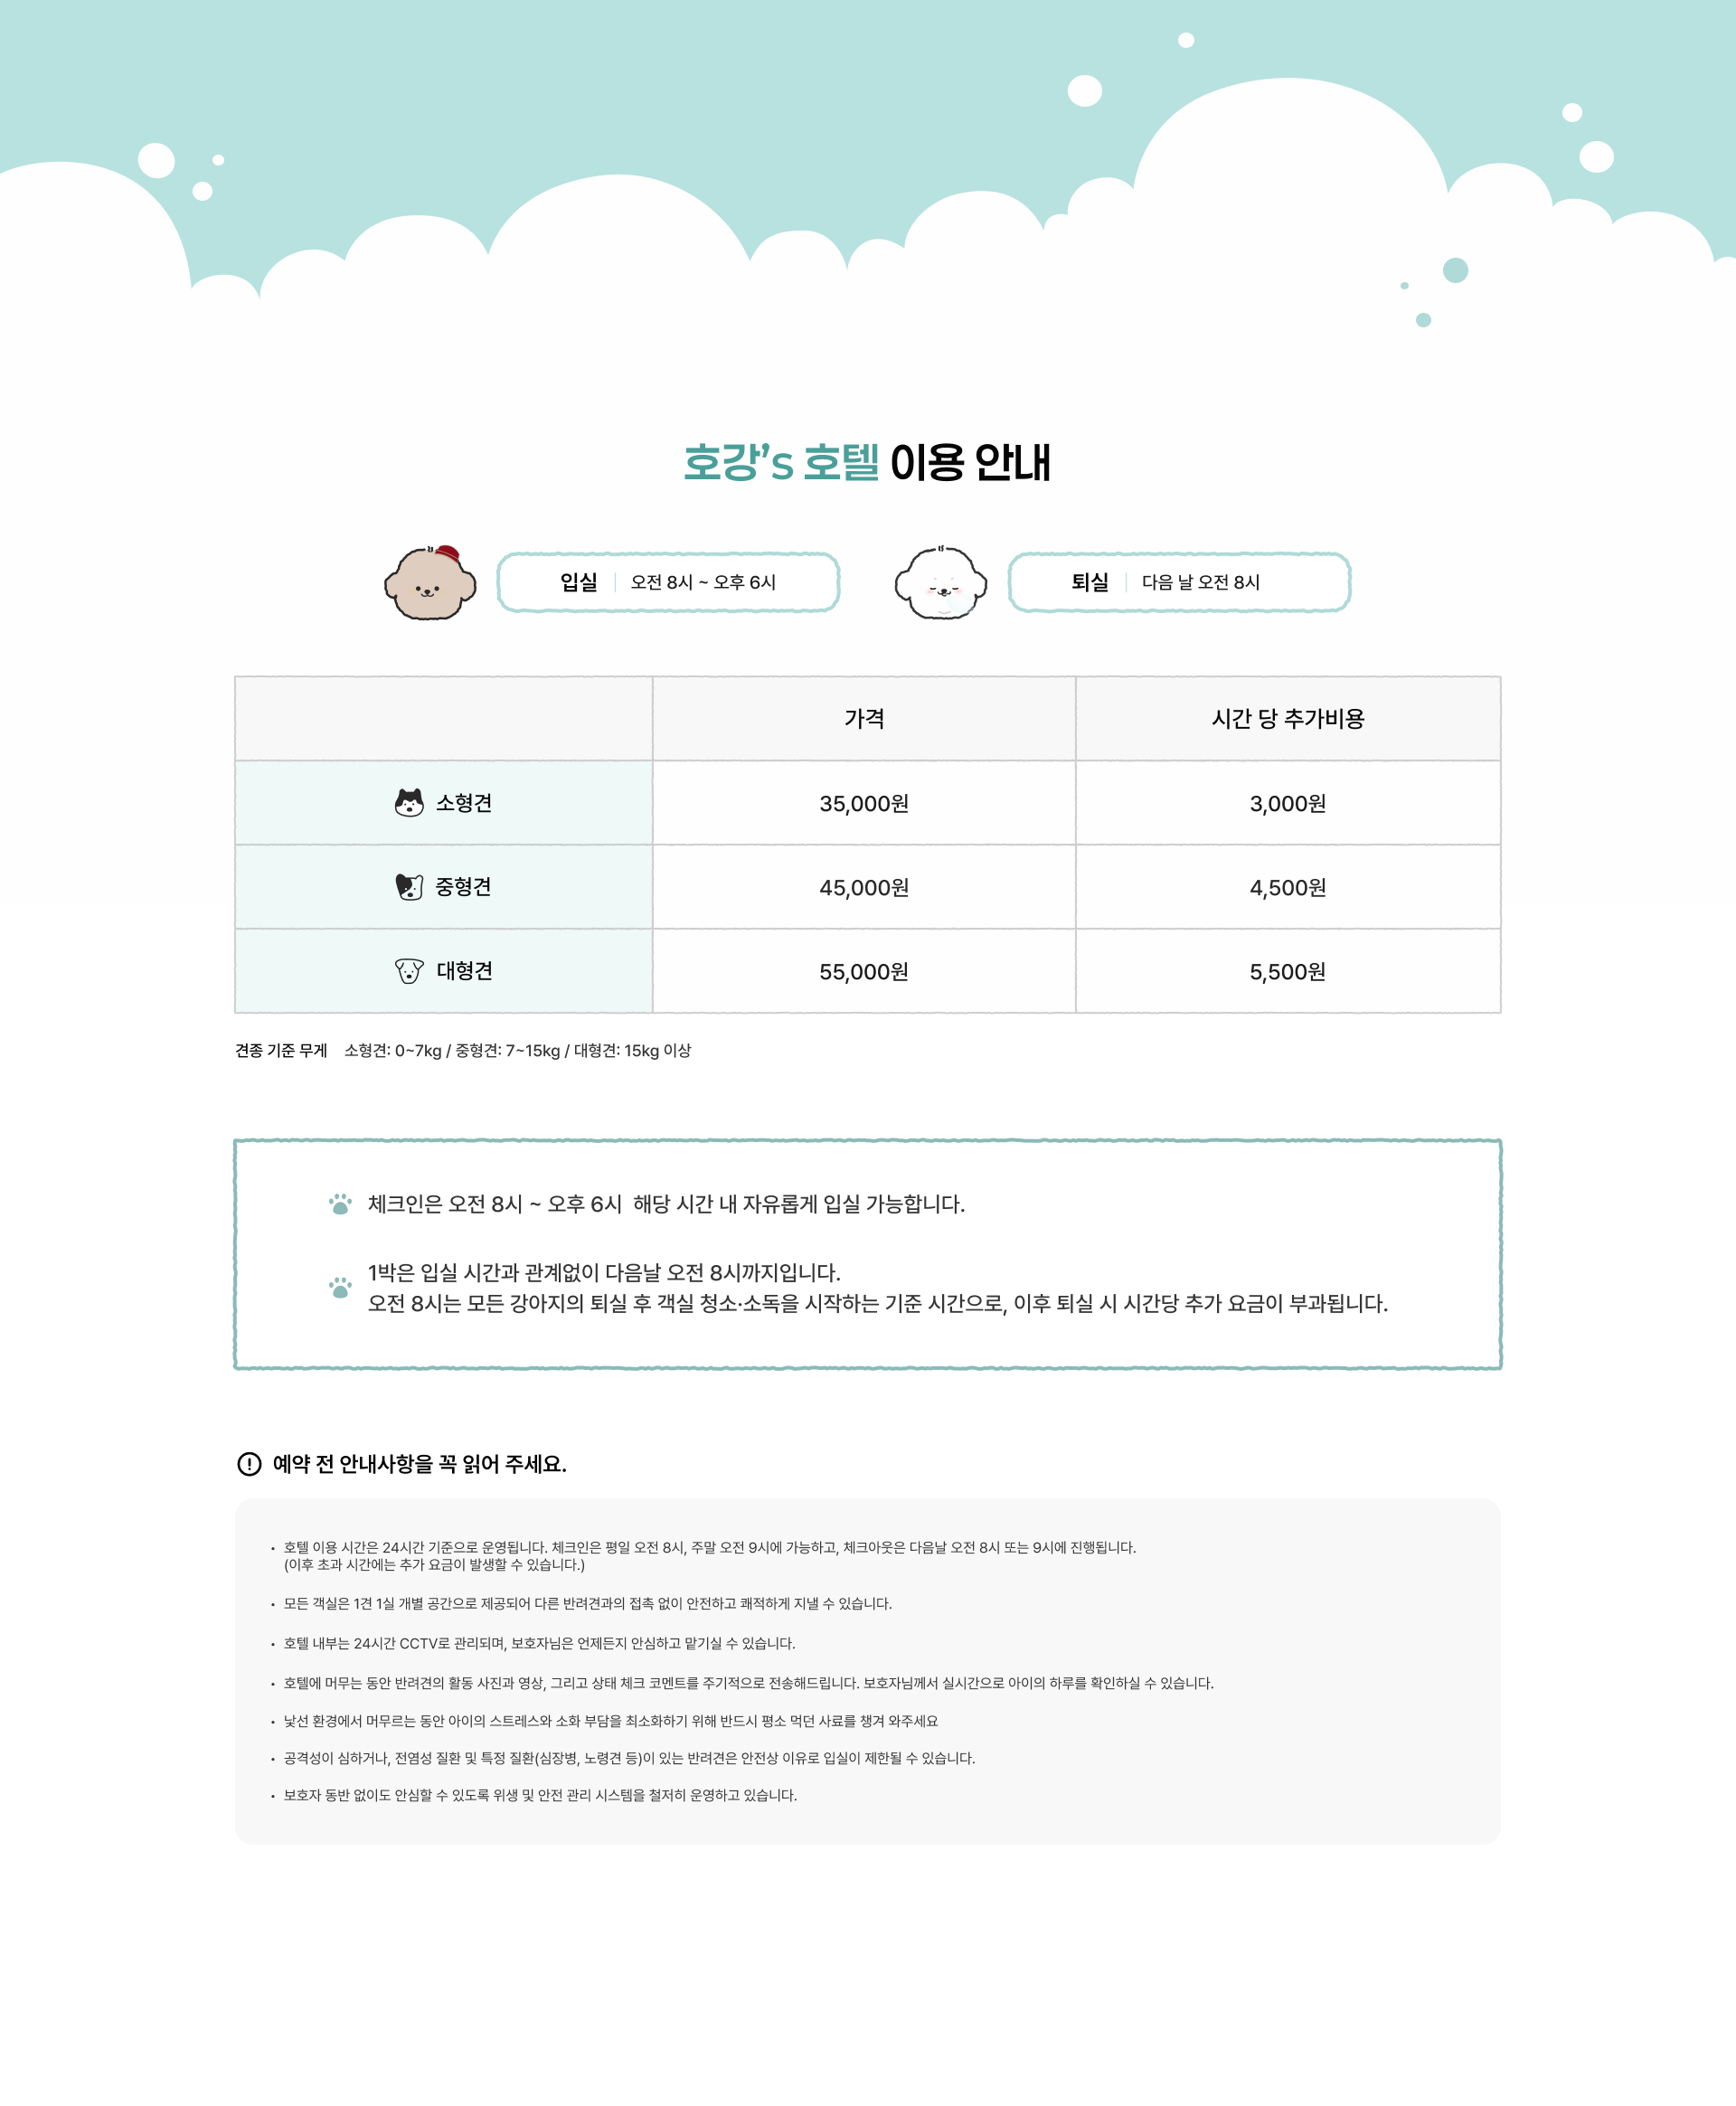 호강's 호텔 이용 안내
입실 오전 8시 ~ 오후 6시
퇴실 다음 날 오전 8시
가격 시간 당 추가비용
소형견 35,000원 3,000원
중형견 45,000원 4,500원
대형견 55,000원 5,500원
견종 기준 무게 소형견: 0~7kg / 중형견: 7~15kg / 대형견: 15kg 이상
체크인은 오전 8시 ~ 오후 6시 해당 시간 내 자유롭게 입실 가능합니다.
1박은 입실 시간과 관계없이 다음날 오전 8시까지입니다.
오전 8시는 모든 강아지의 퇴실 후 객실 청소·소독을 시작하는 기준 시간으로, 이후 퇴실 시 시간당 추가 요금이 부과됩니다.
예약 전 안내사항을 꼭 읽어 주세요.
• 호텔 이용 시간은 24시간 기준으로 운영됩니다. 체크인은 평일 오전 8시, 주말 오전 9시에 가능하고, 체크아웃은 다음날 오전 8시 또는 9시에 진행됩니다.
(이후 초과 시간에는 추가 요금이 발생할 수 있습니다.)
• 모든 객실은 1견 1실 개별 공간으로 제공되어 다른 반려견과의 접촉 없이 안전하고 쾌적하게 지낼 수 있습니다.
• 호텔 내부는 24시간 CCTV로 관리되며, 보호자님은 언제든지 안심하고 맡기실 수 있습니다.
• 호텔에 머무는 동안 반려견의 활동 사진과 영상, 그리고 상태 체크 코멘트를 주기적으로 전송해드립니다. 보호자님께서 실시간으로 아이의 하루를 확인하실 수 있습니다.
• 낯선 환경에서 머무르는 동안 아이의 스트레스와 소화 부담을 최소화하기 위해 반드시 평소 먹던 사료를 챙겨 와주세요
• 공격성이 심하거나, 전염성 질환 및 특정 질환(심장병, 노령견 등)이 있는 반려견은 안전상 이유로 입실이 제한될 수 있습니다.
• 보호자 동반 없이도 안심할 수 있도록 위생 및 안전 관리 시스템을 철저히 운영하고 있습니다.